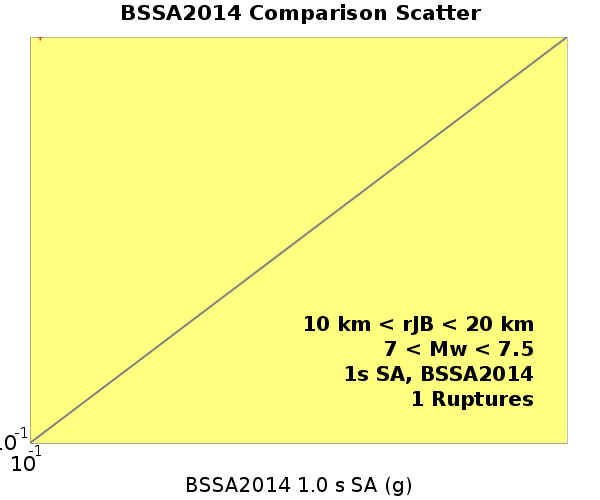 BSSA2014 Comparison Scatter
10 km < rJB < 20 km
7 < Mw < 7.5
1s SA, BSSA2014
1 Ruptures
10⁻¹
10⁻¹
BSSA2014 1.0 s SA (g)